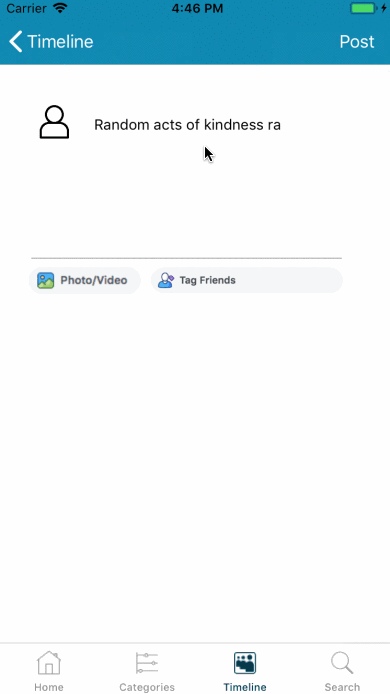 Carrier 4:46 PM
Timeline Post
Random acts of kindness ra
Photo/Video Tag Friends
Home Categories Timeline Search